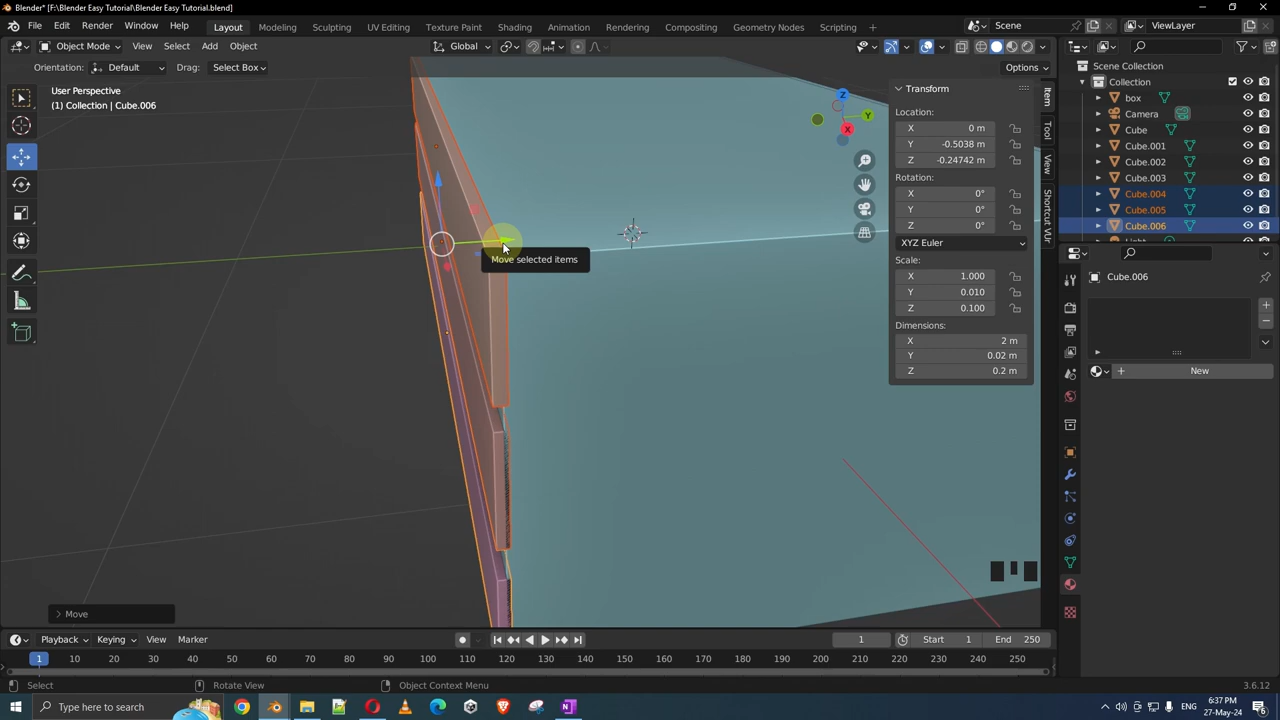 Blender* [F:\Blender Easy Tutorial\Blender Easy Tutorial.blend]
File Edit Render Window Help Layout Modeling Sculpting UV Editing Texture Paint Shading Animation Rendering Compositing Geometry Nodes Scripting Scene ViewLayer
Object Mode View Select Add Object Global
Orientation: Default Drag: Select Box Options
User Perspective
(1) Collection | Cube.006
Z
Y
X
Move selected items
Transform
Location:
X 0 m
Y -0.5038 m
Z -0.24742 m
Rotation:
X 0°
Y 0°
Z 0°
XYZ Euler
Scale:
X 1.000
Y 0.010
Z 0.100
Dimensions:
X 2 m
Y 0.02 m
Z 0.2 m
Item
Tool
View
Shortcut VUr
Scene Collection
Collection
box
Camera
Cube
Cube.001
Cube.002
Cube.003
Cube.004
Cube.005
Cube.006
Cube.006
New
Move
Playback Keying View Marker 1 Start 1 End 250
1 10 20 30 40 50 60 70 80 90 100 110 120 130 140 150 160 170 180 190 200 210 220 230 240 250
Select Rotate View Object Context Menu 3.6.12
Type here to search ENG 6:37 PM
27-May-24